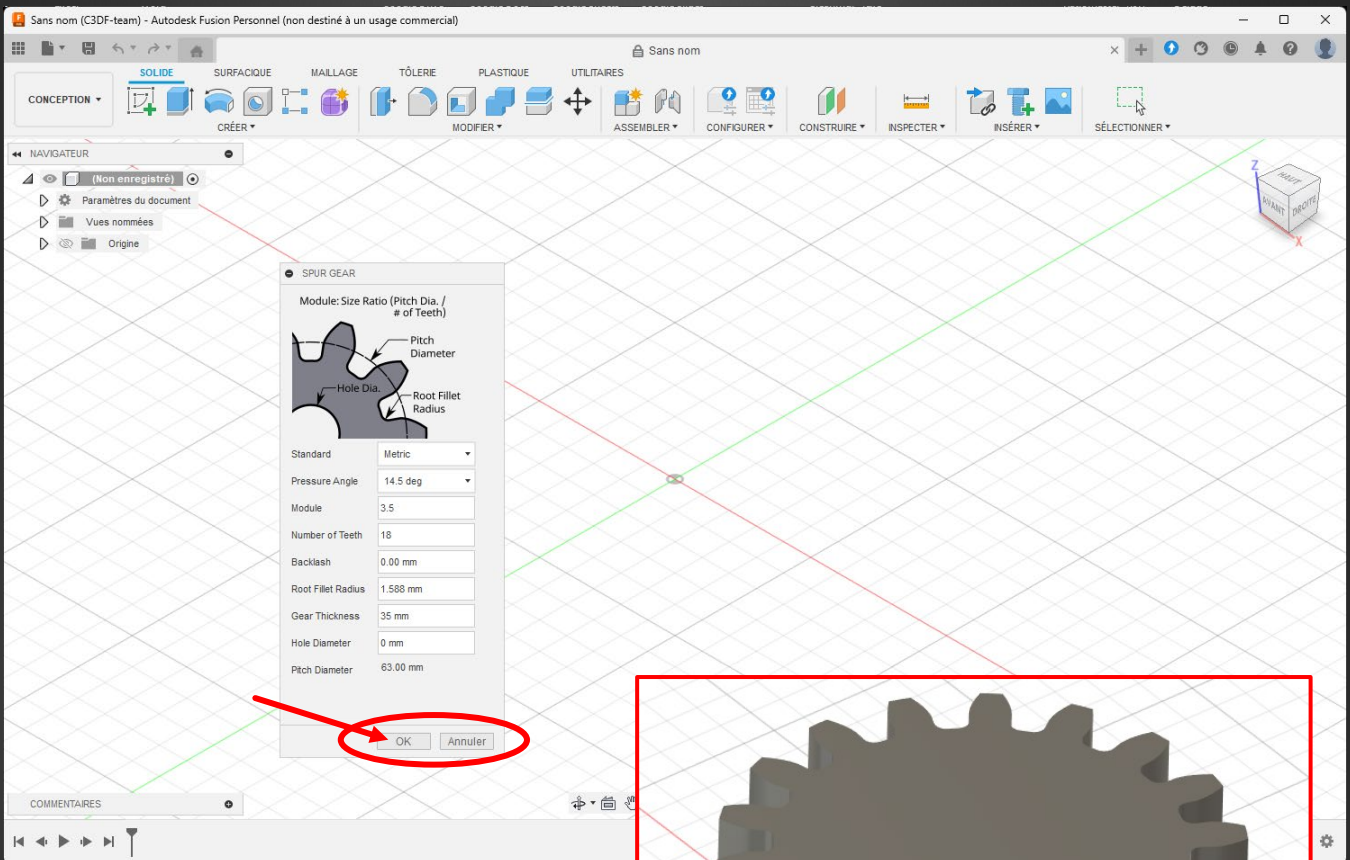 Sans nom (C3DF-team) - Autodesk Fusion Personnel (non destiné à un usage commercial)
Sans nom
CONCEPTION
SOLIDE SURFACIQUE MAILLAGE TÔLERIE PLASTIQUE UTILITAIRES
CRÉER MODIFIER ASSEMBLER CONFIGURER CONSTRUIRE INSPECTER INSÉRER SÉLECTIONNER
NAVIGATEUR
(Non enregistré)
Paramètres du document
Vues nommées
Origine
Z
HAUT
AVANT DROITE
X
SPUR GEAR
Module: Size Ratio (Pitch Dia. /
# of Teeth)
Pitch
Diameter
Hole Dia.
Root Fillet
Radius
Standard Metric
Pressure Angle 14.5 deg
Module 3.5
Number of Teeth 18
Backlash 0.00 mm
Root Fillet Radius 1.588 mm
Gear Thickness 35 mm
Hole Diameter 0 mm
Pitch Diameter 63.00 mm
OK Annuler
COMMENTAIRES